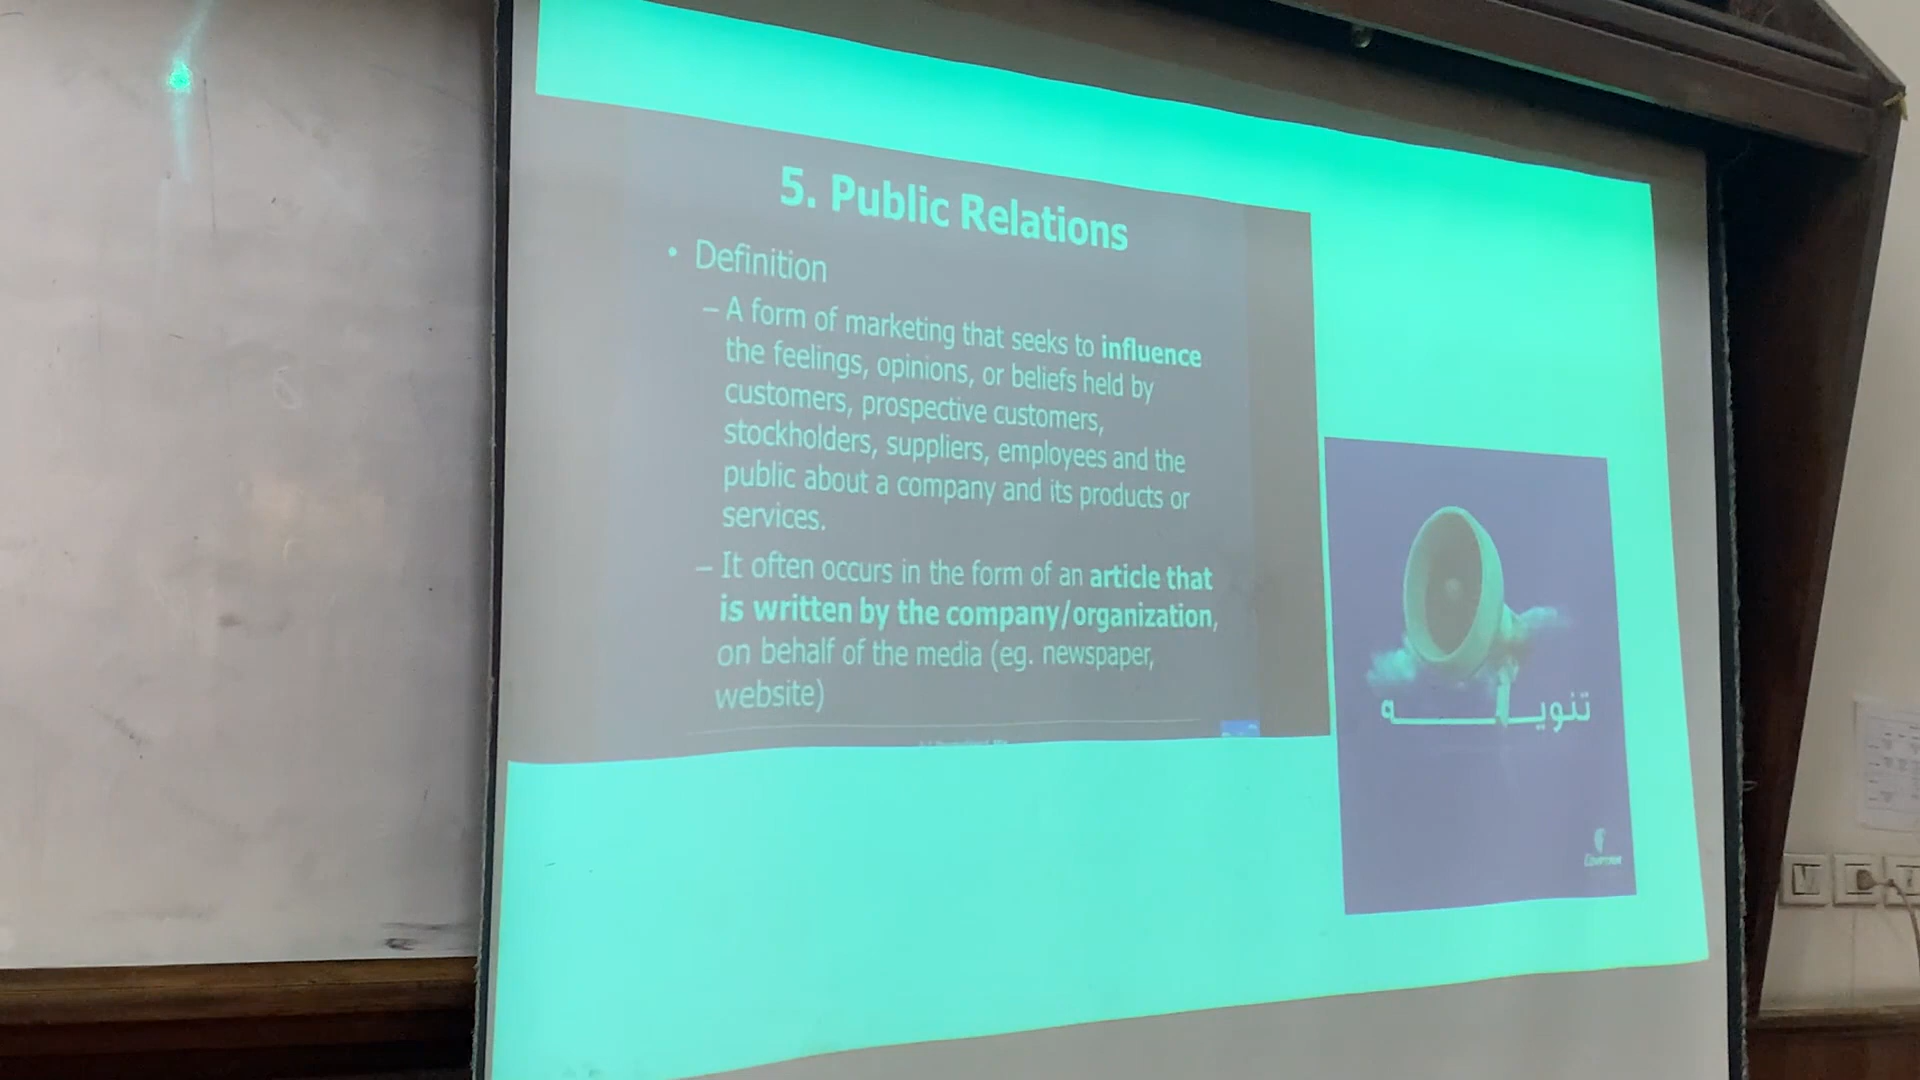 5. Public Relations
• Definition
– A form of marketing that seeks to influence
the feelings, opinions, or beliefs held by
customers, prospective customers,
stockholders, suppliers, employees and the
public about a company and its products or
services.
– It often occurs in the form of an article that
is written by the company/organization,
on behalf of the media (eg. newspaper,
website)
تنويـــــــه